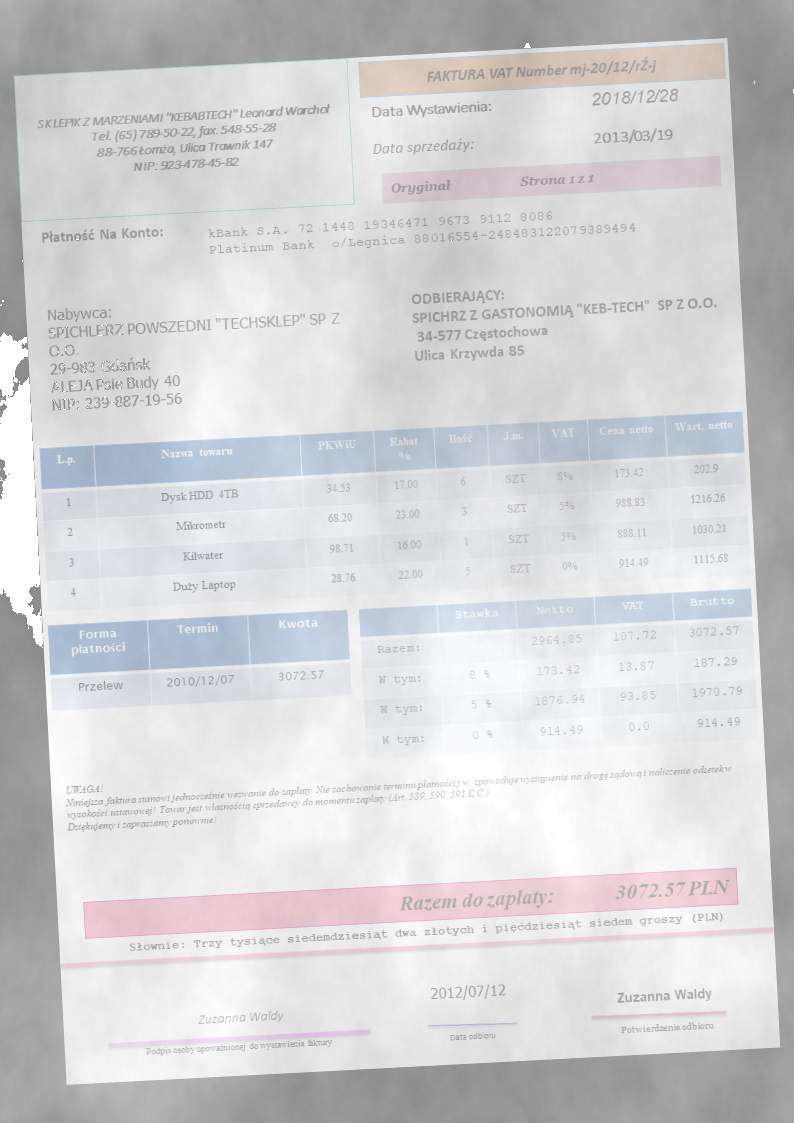 FAKTURA VAT Number mj-20/12/rŹ-j
SKLEPIK Z MARZENIAMI "KEBABTECH" Leonard Warchoł
Tel. (65) 789-50-22, fax. 548-55-28
88-766 Łomża, Ulica Trawnik 147
NIP: 923-478-45-82
Data Wystawienia: 2018/12/28
Data sprzedaży: 2013/03/19
Oryginał Strona 1 z 1
Płatność Na Konto: kBank S.A. 72 1448 19346471 9673 9112 8086
Platinum Bank o/Legnica 88016554-248483122079389494
Nabywca:
SPICHLERZ POWSZEDNI "TECHSKLEP" SP Z
O.O.
29-983 Gdańsk
ALEJA Psie Budy 40
NIP: 239-887-19-56
ODBIERAJĄCY:
SPICHRZ Z GASTONOMIĄ "KEB-TECH" SP Z O.O.
34-577 Częstochowa
Ulica Krzywda 85
L.p. Nazwa towaru PKWiU Rabat % Ilość J.m. VAT Cena netto Wart. netto
1 Dysk HDD 4TB 34.53 17.00 6 SZT 8% 173.42 202.9
2 Mikrometr 68.20 23.00 3 SZT 5% 988.83 1216.26
3 Kilwater 98.71 16.00 1 SZT 5% 888.11 1030.21
4 Duży Laptop 28.76 22.00 5 SZT 0% 914.49 1115.68
Forma płatności Termin Kwota
Przelew 2010/12/07 3072.57
Stawka Netto VAT Brutto
Razem: 2964.85 107.72 3072.57
W tym: 8 % 173.42 13.87 187.29
W tym: 5 % 1876.94 93.85 1970.79
W tym: 0 % 914.49 0.0 914.49
UWAGA!
Niniejsza faktura stanowi jednocześnie wezwanie do zapłaty. Nie zachowanie terminu płatności j.w. spowoduje wystąpienie na drogę sądową i naliczenie odsetek w
wysokości ustawowej! Towar jest własnością sprzedawcy do momentu zapłaty (Art. 589, 590, 591 K.C.)
Dziękujemy i zapraszamy ponownie!
Razem do zapłaty: 3072.57 PLN
Słownie: Trzy tysiące siedemdziesiąt dwa złotych i pięćdziesiąt siedem groszy (PLN)
Zuzanna Waldy
Podpis osoby upoważnionej do wystawienia faktury
2012/07/12
Data odbioru
Zuzanna Waldy
Potwierdzenie odbioru